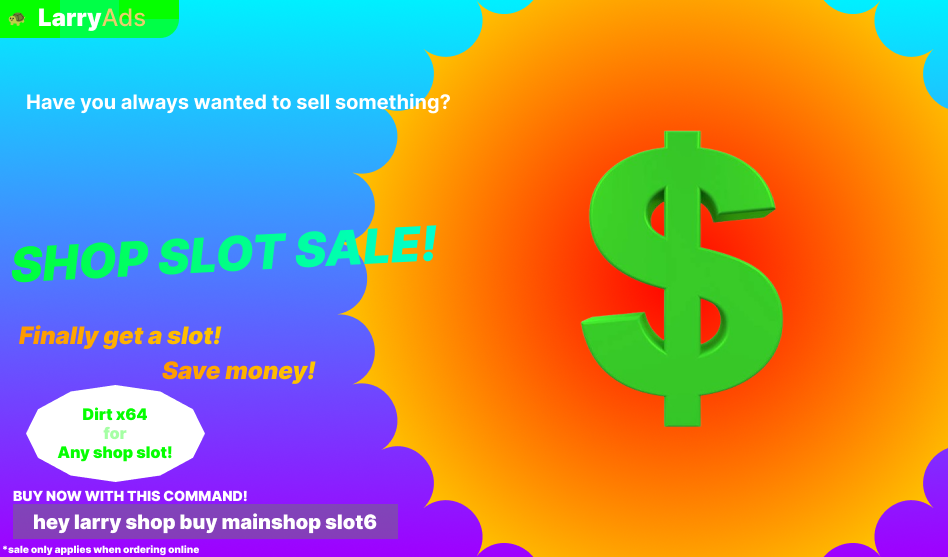 LarryAds
Have you always wanted to sell something?
SHOP SLOT SALE!
Finally get a slot!
Save money!
Dirt x64
for
Any shop slot!
BUY NOW WITH THIS COMMAND!
hey larry shop buy mainshop slot6
*sale only applies when ordering online